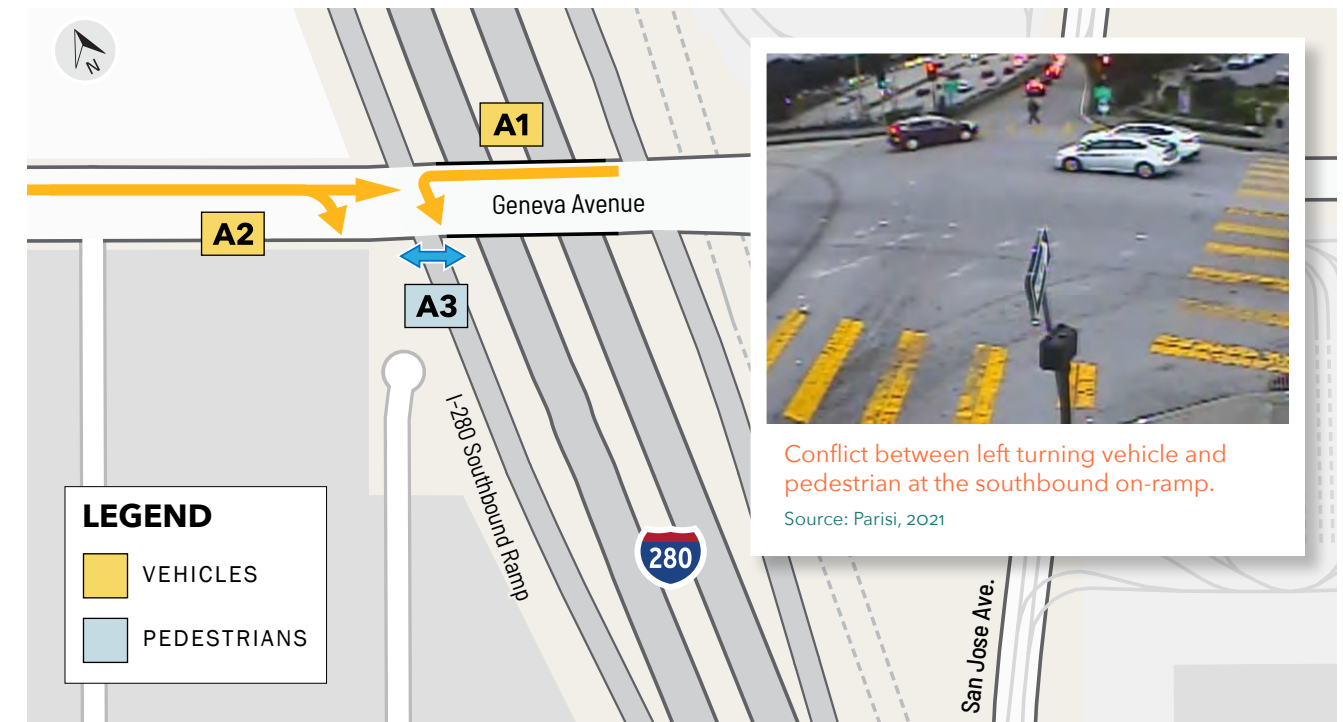 N
A1
Geneva Avenue
A2
A3
I-280 Southbound Ramp
280
San Jose Ave.
LEGEND
VEHICLES
PEDESTRIANS
Conflict between left turning vehicle and
pedestrian at the southbound on-ramp.
Source: Parisi, 2021